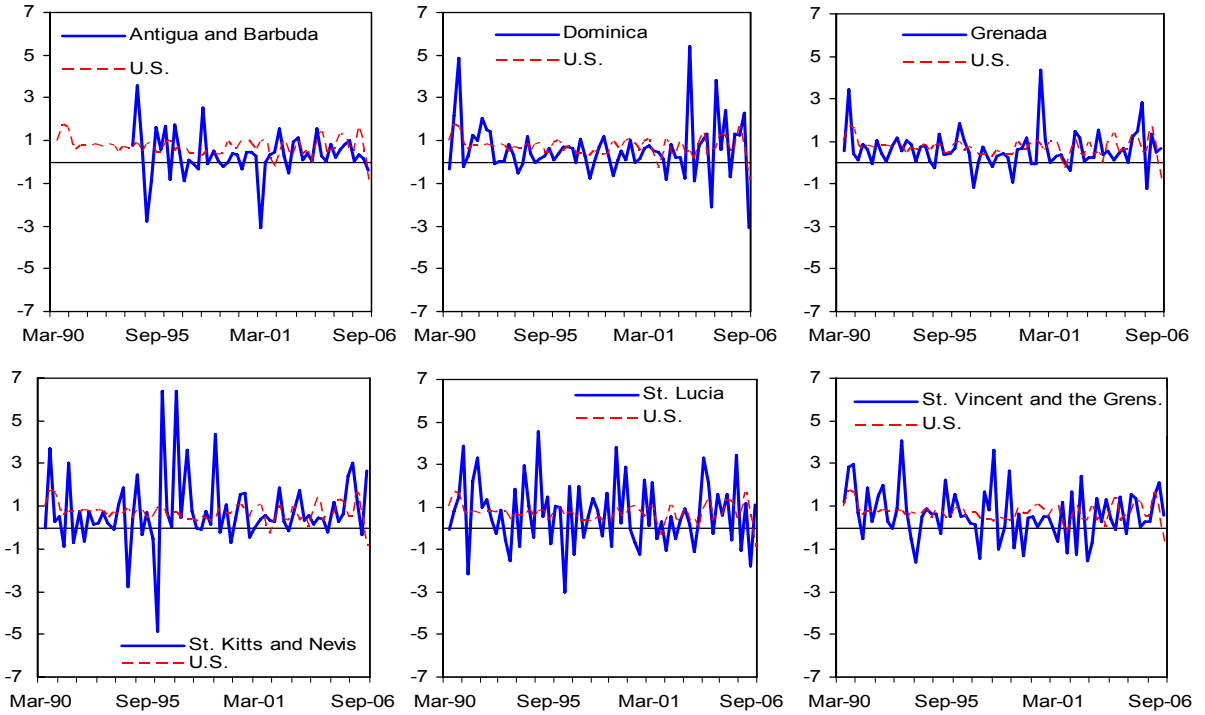 7
5
3
1
-1
-3
-5
-7
Antigua and Barbuda
U.S.
Mar-90 Sep-95 Mar-01 Sep-06
7
5
3
1
-1
-3
-5
-7
Dominica
U.S.
Mar-90 Sep-95 Mar-01 Sep-06
7
5
3
1
-1
-3
-5
-7
Grenada
U.S.
Mar-90 Sep-95 Mar-01 Sep-06
7
5
3
1
-1
-3
-5
-7
St. Kitts and Nevis
U.S.
Mar-90 Sep-95 Mar-01 Sep-06
7
5
3
1
-1
-3
-5
-7
St. Lucia
U.S.
Mar-90 Sep-95 Mar-01 Sep-06
7
5
3
1
-1
-3
-5
-7
St. Vincent and the Grens.
U.S.
Mar-90 Sep-95 Mar-01 Sep-06